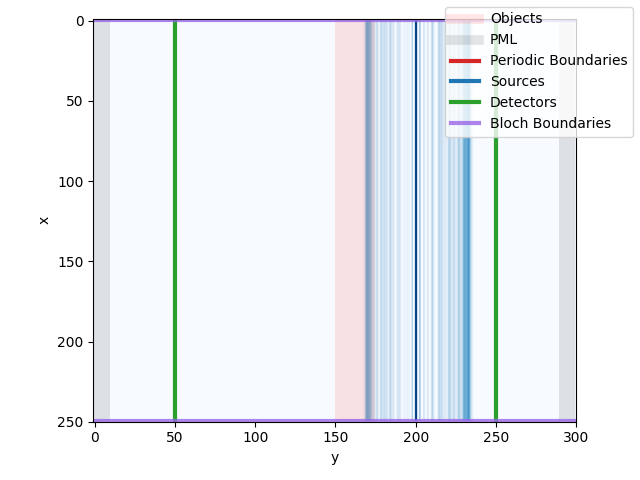 Objects
PML
Periodic Boundaries
Sources
Detectors
Bloch Boundaries
0
50
100
150
200
250
x
0
50
100
150
200
250
300
y